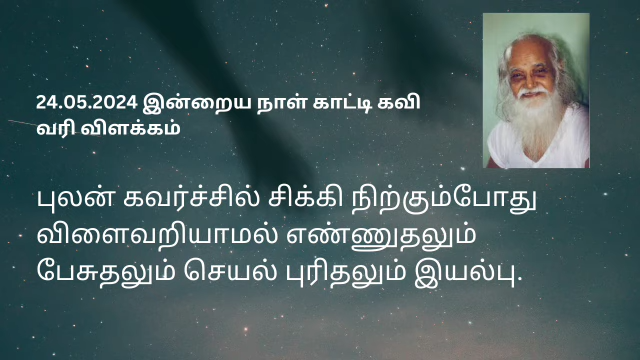 24.05.2024 இன்றைய நாள் காட்டி கவி
வரி விளக்கம்
புலன் கவர்ச்சில் சிக்கி நிற்கும்போது
விளைவறியாமல் எண்ணுதலும்
பேசுதலும் செயல் புரிதலும் இயல்பு.